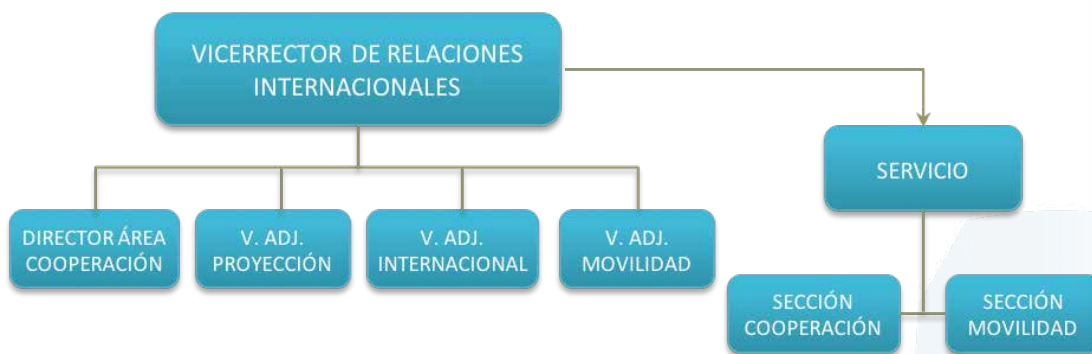 VICERRECTOR DE RELACIONES
INTERNACIONALES
SERVICIO
DIRECTOR ÁREA
COOPERACIÓN
V. ADJ.
PROYECCIÓN
V. ADJ.
INTERNACIONAL
V. ADJ.
MOVILIDAD
SECCIÓN
COOPERACIÓN
SECCIÓN
MOVILIDAD